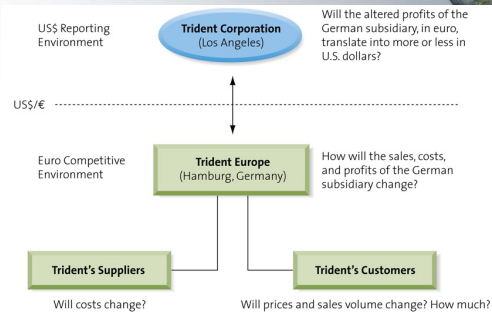 US$ Reporting
Environment
Trident Corporation
(Los Angeles)
Will the altered profits of the
German subsidiary, in euro,
translate into more or less in
U.S. dollars?
US$/€
Euro Competitive
Environment
Trident Europe
(Hamburg, Germany)
How will the sales, costs,
and profits of the German
subsidiary change?
Trident's Suppliers
Trident's Customers
Will costs change?
Will prices and sales volume change? How much?